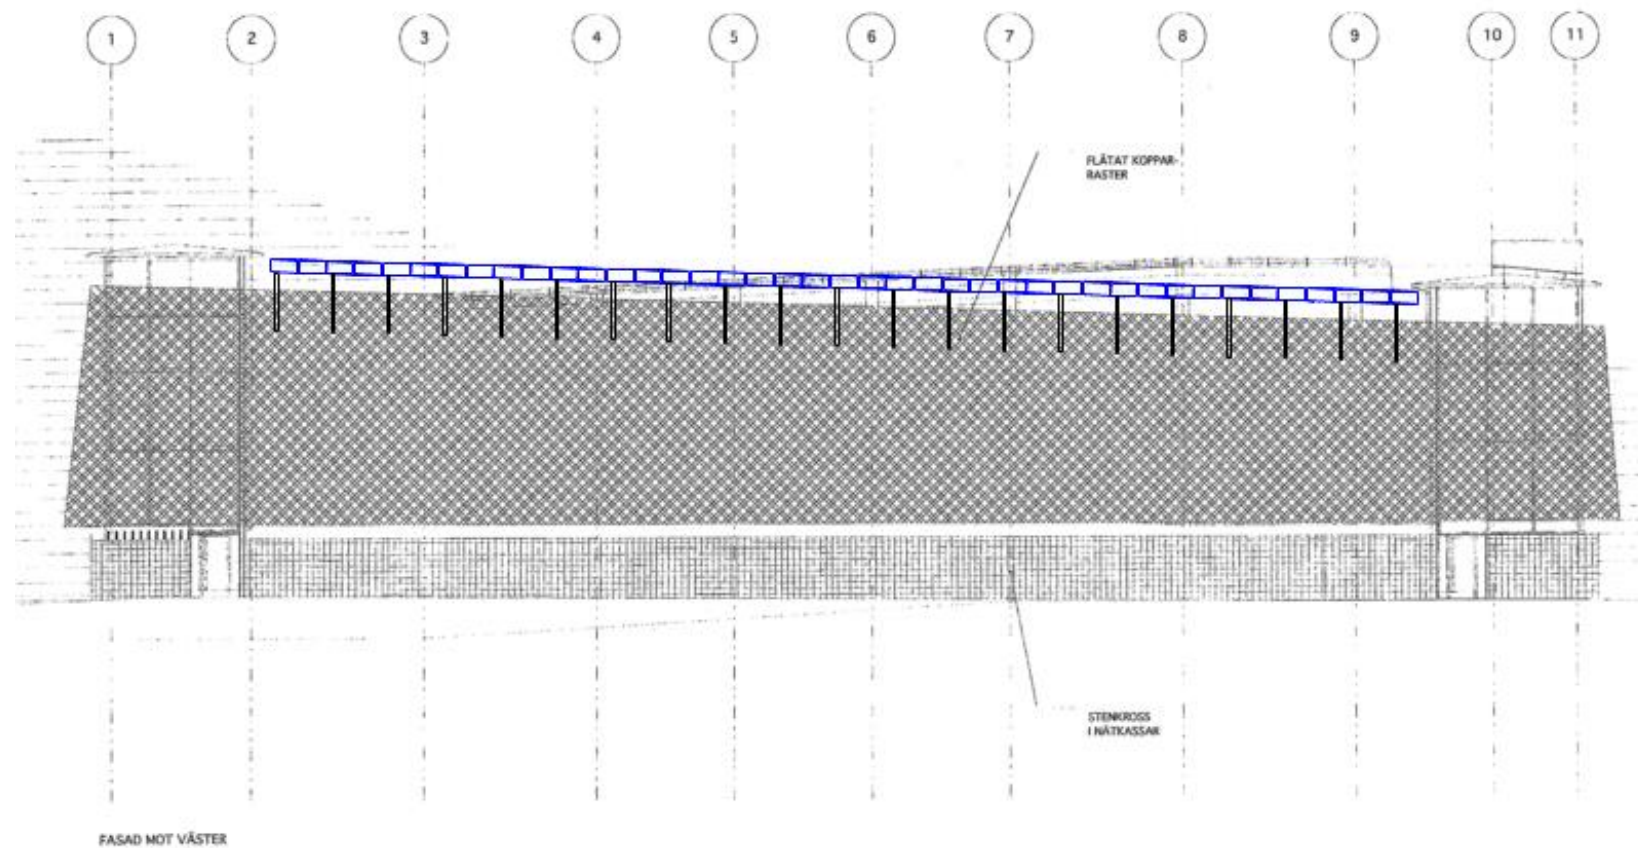 1 2 3 4 5 6 7 8 9 10 11
FLÄTAT KOPPAR-
RASTER
STENKROSS
I NÄTKASSAR
FASAD MOT VÄSTER